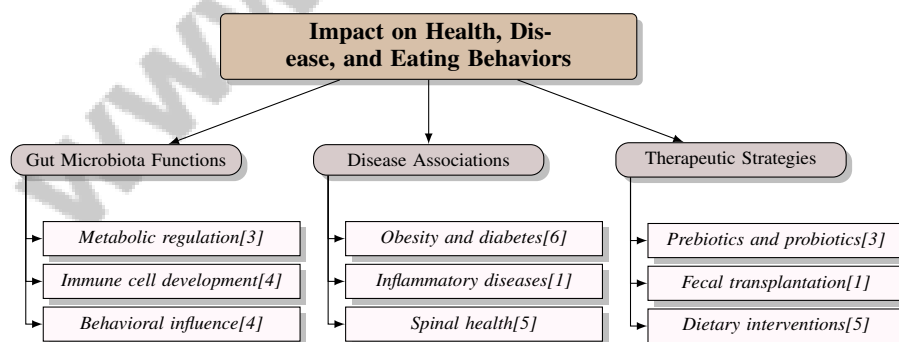 Impact on Health, Dis-
ease, and Eating Behaviors
Gut Microbiota Functions
Disease Associations
Therapeutic Strategies
Metabolic regulation[3]
Immune cell development[4]
Behavioral influence[4]
Obesity and diabetes[6]
Inflammatory diseases[1]
Spinal health[5]
Prebiotics and probiotics[3]
Fecal transplantation[1]
Dietary interventions[5]
www